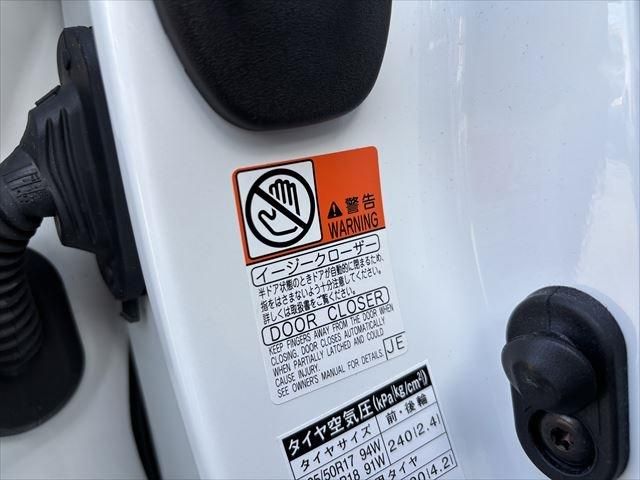 警告
WARNING
イージークローザー
半ドア状態のときドアが自動的に閉まるため、
指をはさまないよう十分注意してください。
詳しくは取扱書をご覧ください。
DOOR CLOSER
KEEP FINGERS AWAY FROM THE DOOR WHEN
CLOSING. DOOR CLOSES AUTOMATICALLY
WHEN PARTIALLY LATCHED AND COULD
CAUSE INJURY.
SEE OWNER'S MANUAL FOR DETAILS.
JE
タイヤ空気圧(kPa{kg/cm²})
タイヤサイズ 前・後輪
5/50R17 94W 240{2.4}
R18 91W
タイヤ
{4.2}